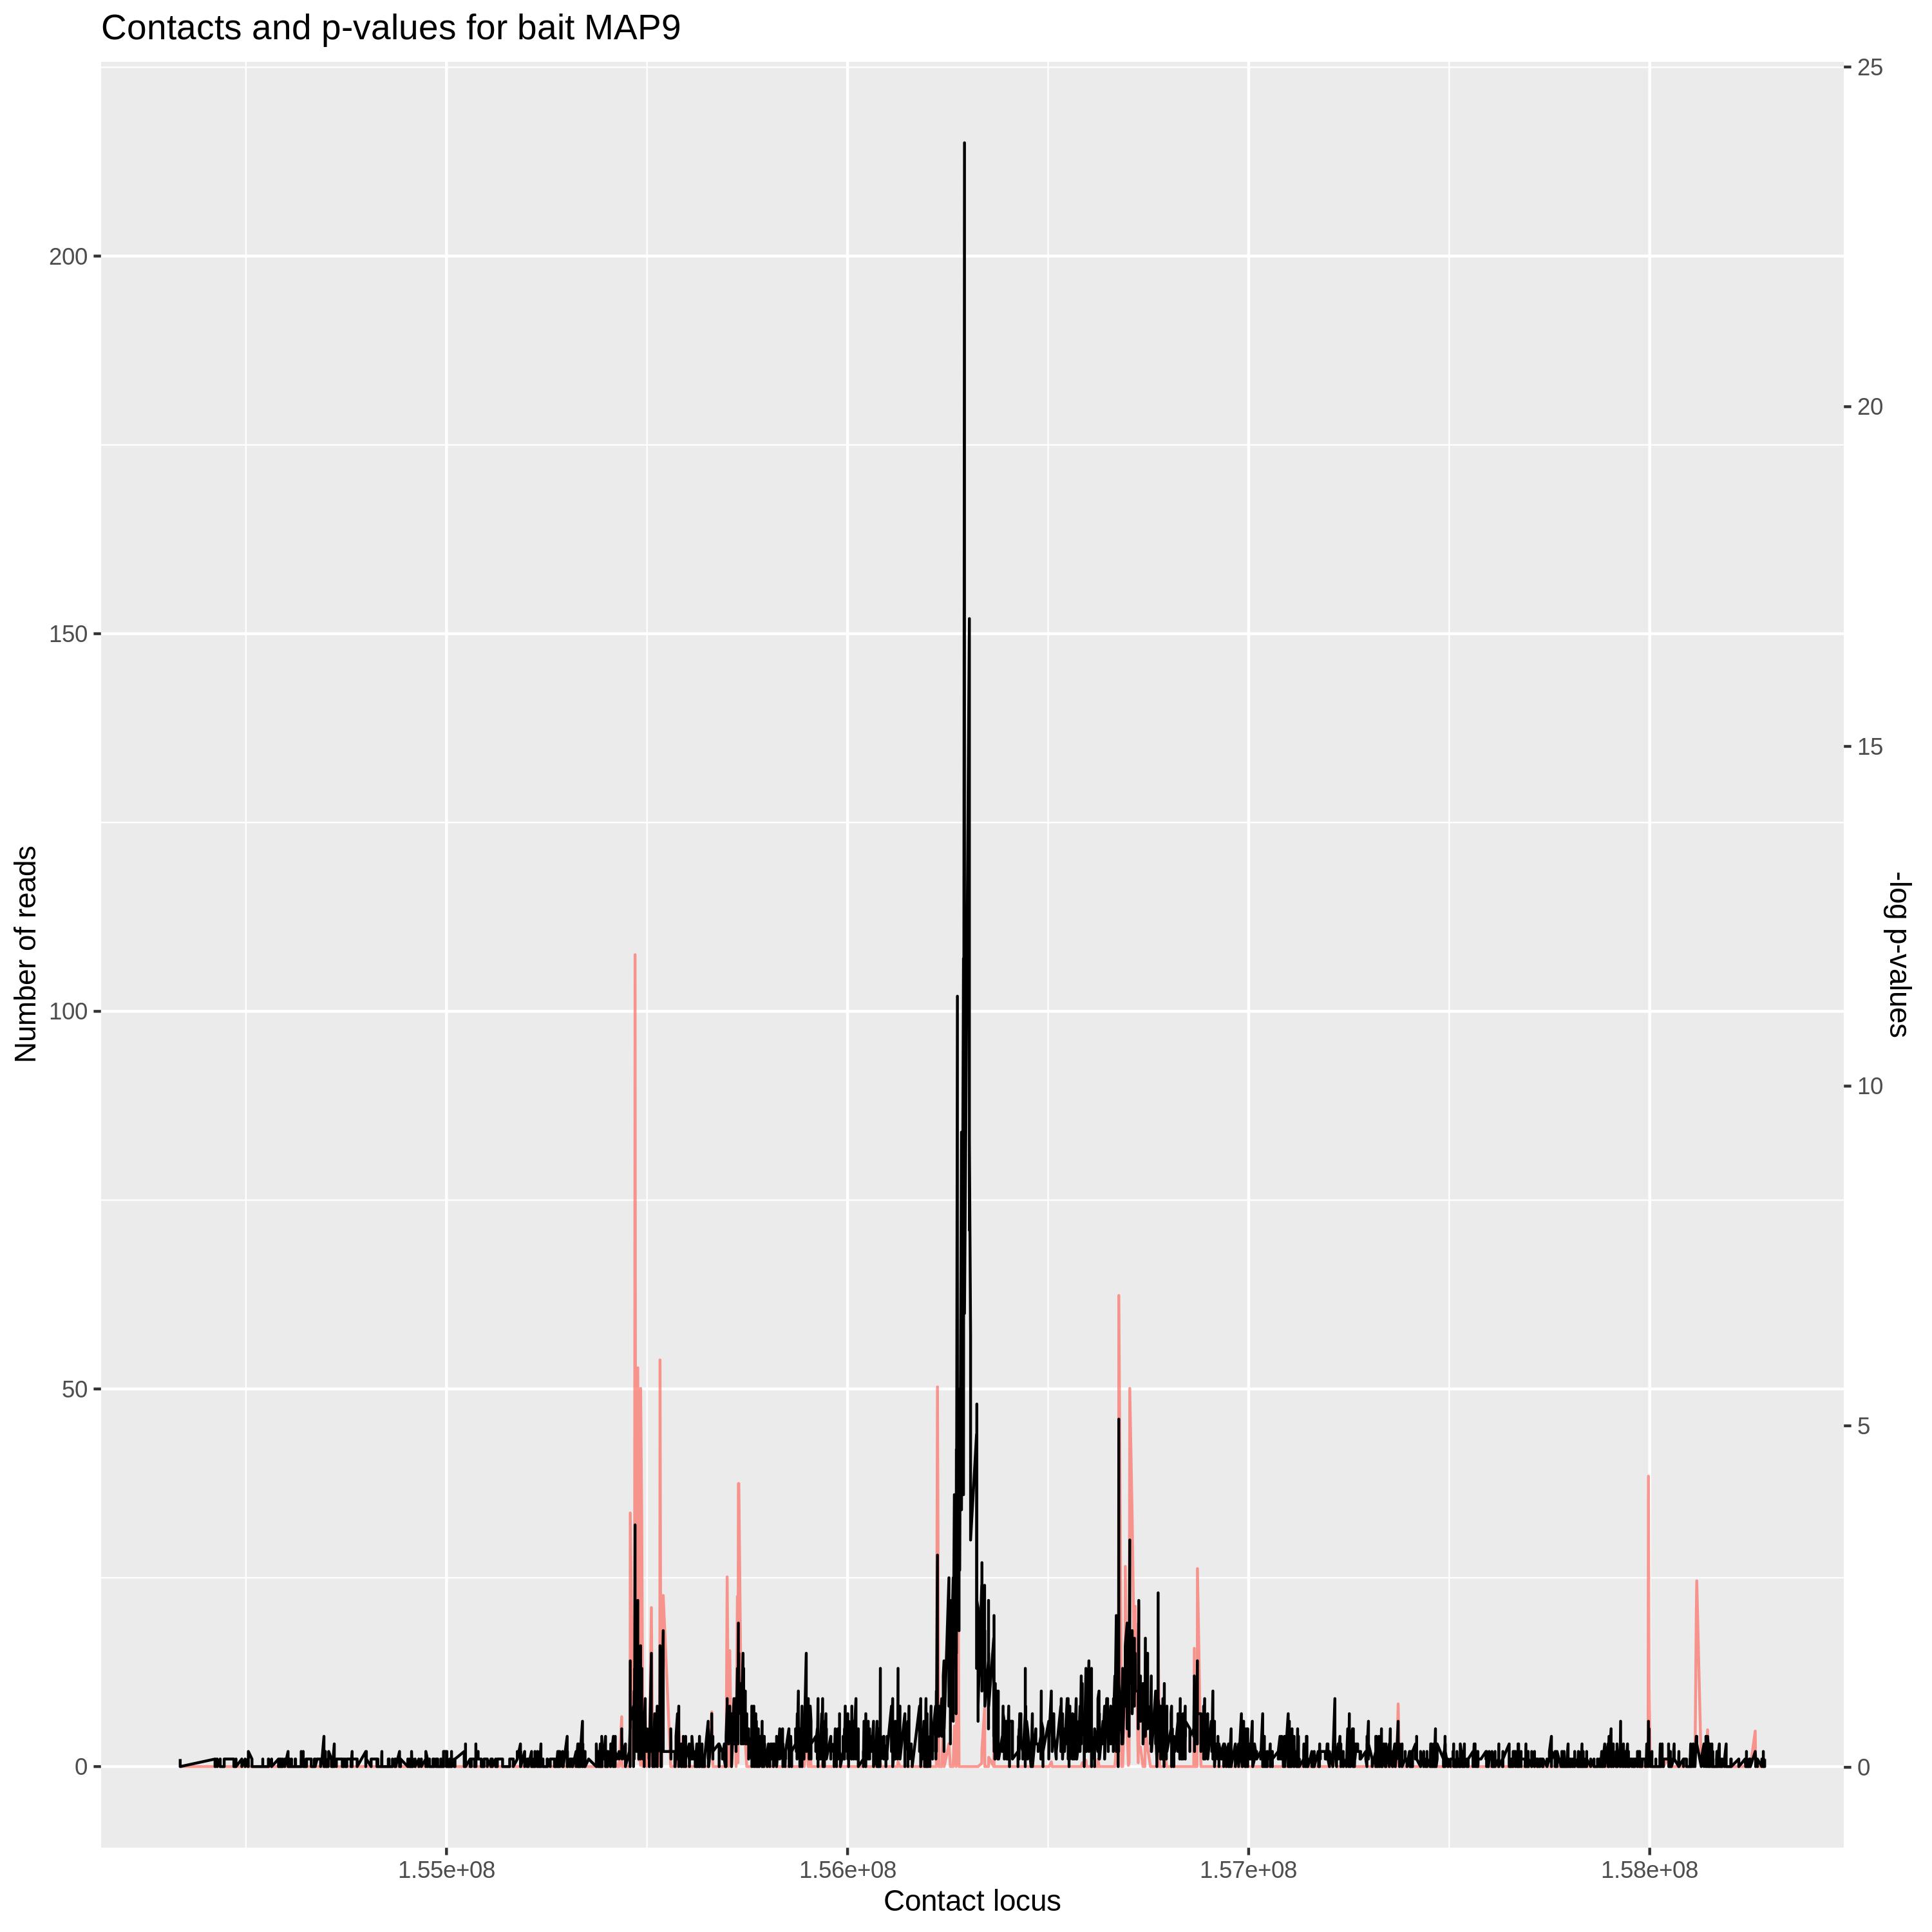 Contacts and p-values for bait MAP9
Number of reads
200
150
100
50
0
25
20
15
10
5
0
-log p-values
1.55e+08
1.56e+08
1.57e+08
1.58e+08
Contact locus